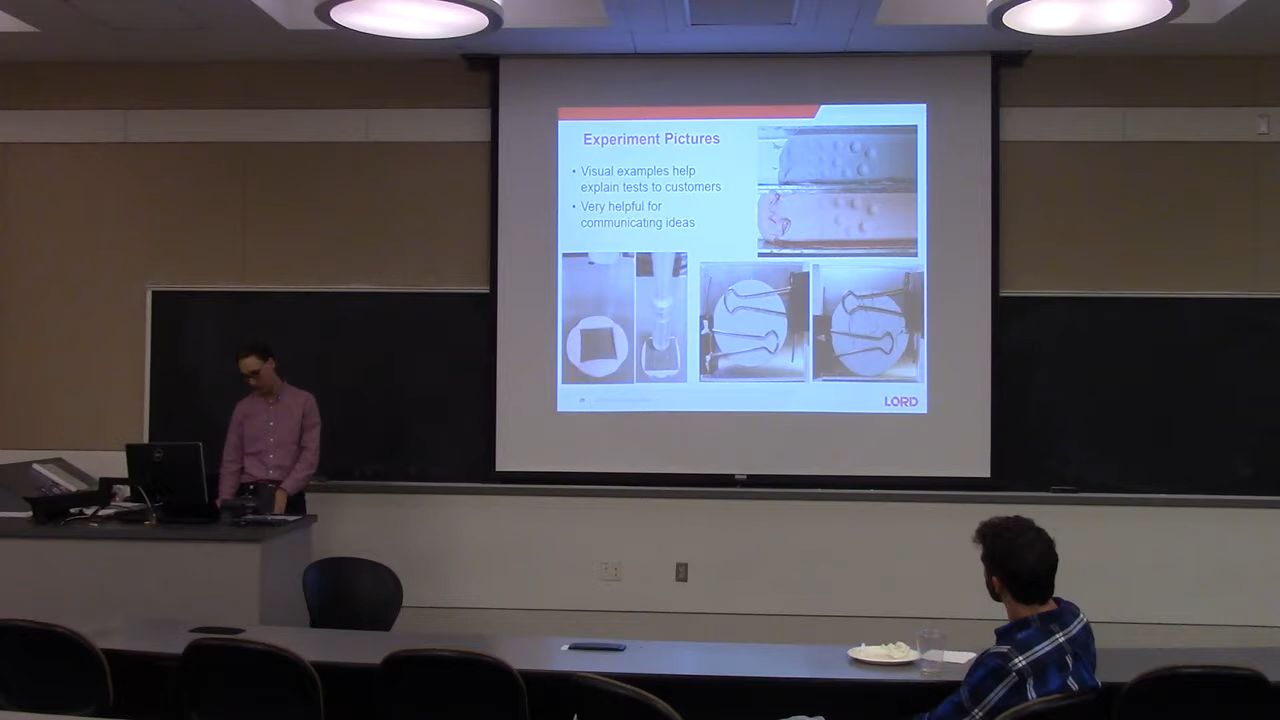 Experiment Pictures
• Visual examples help
explain tests to customers
• Very helpful for
communicating ideas
LORD